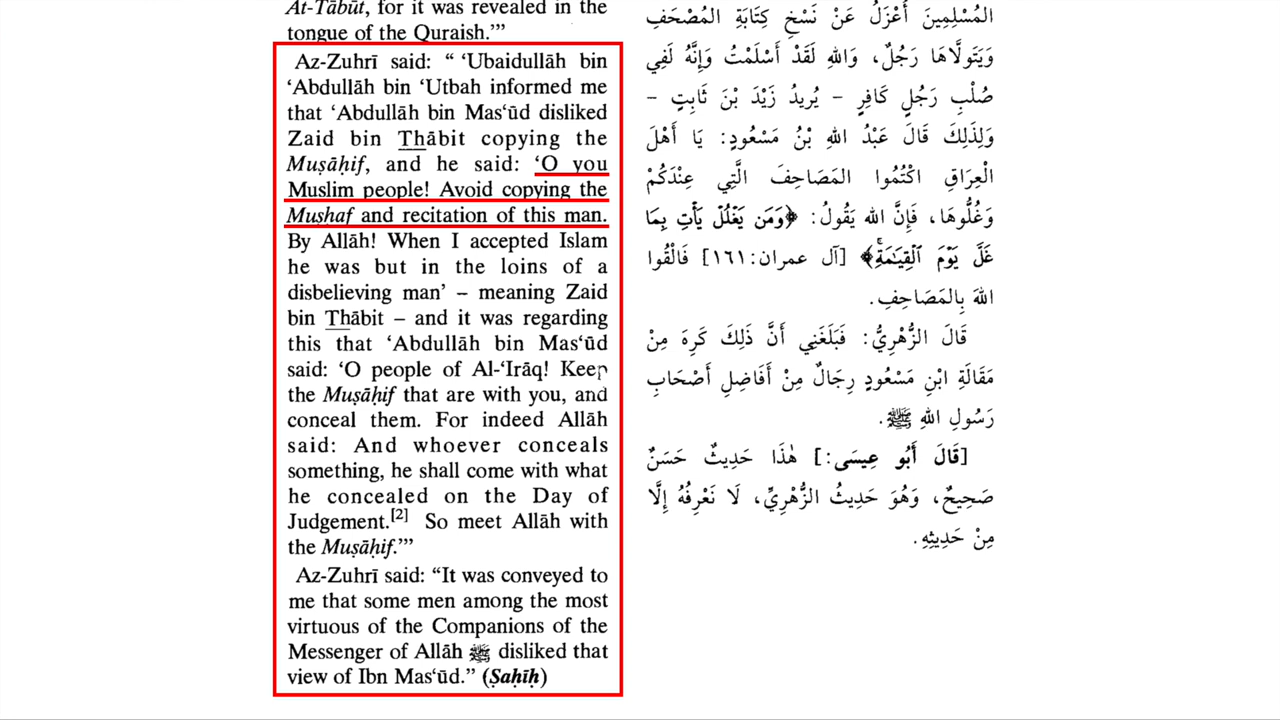 At-Tābūt, for it was revealed in the
tongue of the Quraish.’”
Az-Zuhrī said: “ ‘Ubaidullāh bin
‘Abdullāh bin ‘Utbah informed me
that ‘Abdullāh bin Mas‘ūd disliked
Zaid bin Thābit copying the
Muṣāḥif, and he said: ‘O you
Muslim people! Avoid copying the
Muṣḥaf and recitation of this man.
By Allāh! When I accepted Islam
he was but in the loins of a
disbelieving man’ – meaning Zaid
bin Thābit – and it was regarding
this that ‘Abdullāh bin Mas‘ūd
said: ‘O people of Al-‘Irāq! Keep
the Muṣāḥif that are with you, and
conceal them. For indeed Allāh
said: And whoever conceals
something, he shall come with what
he concealed on the Day of
Judgement.[2] So meet Allāh with
the Muṣāḥif.’”
Az-Zuhrī said: “It was conveyed to
me that some men among the most
virtuous of the Companions of the
Messenger of Allāh ﷺ disliked that
view of Ibn Mas‘ūd.” (Ṣaḥīḥ)
المُسْلِمِينَ أَعْزَلُ عَنْ نَسْخِ كِتَابَةِ المُصْحَفِ
وَيَتَوَلَّاهَا رَجُلٌ، وَاللهِ لَقَدْ أَسْلَمْتُ وَإِنَّهُ لَفِي
صُلْبِ رَجُلٍ كَافِرٍ – يُرِيدُ زَيْدَ بْنَ ثَابِتٍ –
وَلِذَلِكَ قَالَ عَبْدُ اللهِ بْنُ مَسْعُودٍ: يَا أَهْلَ
الْعِرَاقِ اكْتُمُوا المَصَاحِفَ الَّتِي عِنْدَكُمْ
وَغُلُّوهَا، فَإِنَّ الله يَقُولُ: ﴿وَمَن يَغْلُلْ يَأْتِ بِمَا
غَلَّ يَوْمَ ٱلْقِيَـٰمَةِۚ﴾ [آل عمران: ١٦١] فَالْقُوا
اللهَ بِالمَصَاحِفِ.
قَالَ الزُّهْرِيُّ: فَبَلَغَنِي أَنَّ ذَلِكَ كَرِهَ مِنْ
مَقَالَةِ ابْنِ مَسْعُودٍ رِجَالٌ مِنْ أَفَاضِلِ أَصْحَابِ
رَسُولِ اللهِ ﷺ.
[قَالَ أَبُو عِيسَى:] هٰذَا حَدِيثٌ حَسَنٌ
صَحِيحٌ، وَهُوَ حَدِيثُ الزُّهْرِيِّ، لَا نَعْرِفُهُ إِلَّا
مِنْ حَدِيثِهِ.